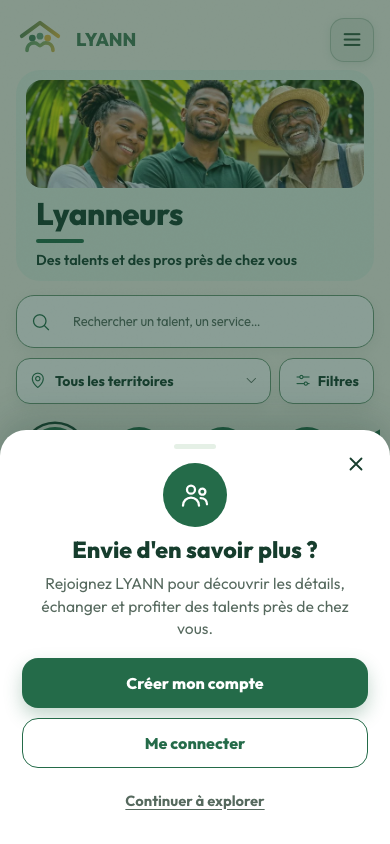 LYANN
Lyanneurs
Des talents et des pros près de chez vous
Rechercher un talent, un service...
Tous les territoires
Filtres
Envie d'en savoir plus ?
Rejoignez LYANN pour découvrir les détails,
échanger et profiter des talents près de chez
vous.
Créer mon compte
Me connecter
Continuer à explorer